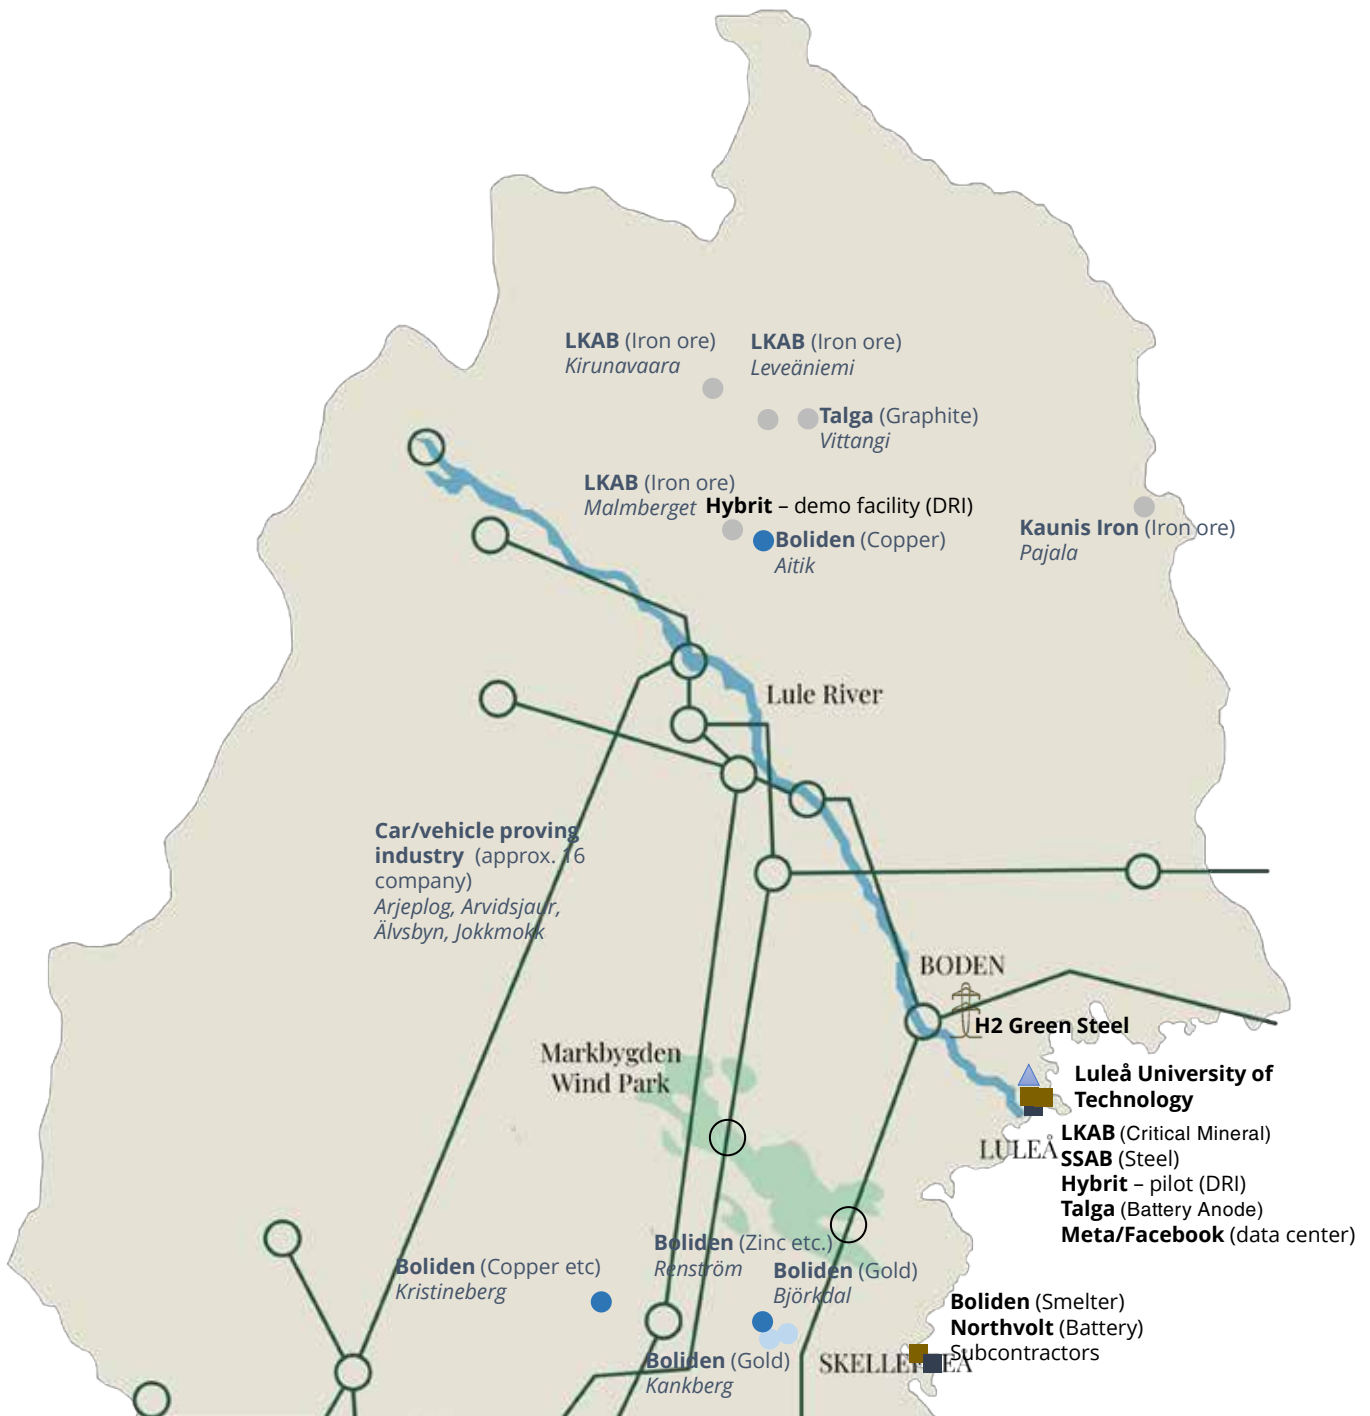 LKAB (Iron ore)
Kirunavaara
LKAB (Iron ore)
Leveäniemi
Talga (Graphite)
Vittangi
LKAB (Iron ore)
Malmberget
Hybrit – demo facility (DRI)
Boliden (Copper)
Aitik
Kaunis Iron (Iron ore)
Pajala
Lule River
Car/vehicle proving
industry (approx. 16
company)
Arjeplog, Arvidsjaur,
Älvsbyn, Jokkmokk
BODEN
H2 Green Steel
Markbygden
Wind Park
Luleå University of
Technology
LULEÅ
LKAB (Critical Mineral)
SSAB (Steel)
Hybrit – pilot (DRI)
Talga (Battery Anode)
Meta/Facebook (data center)
Boliden (Zinc etc.)
Renström
Boliden (Copper etc)
Kristineberg
Boliden (Gold)
Björkdal
Boliden (Smelter)
Northvolt (Battery)
Subcontractors
Boliden (Gold)
Kankberg